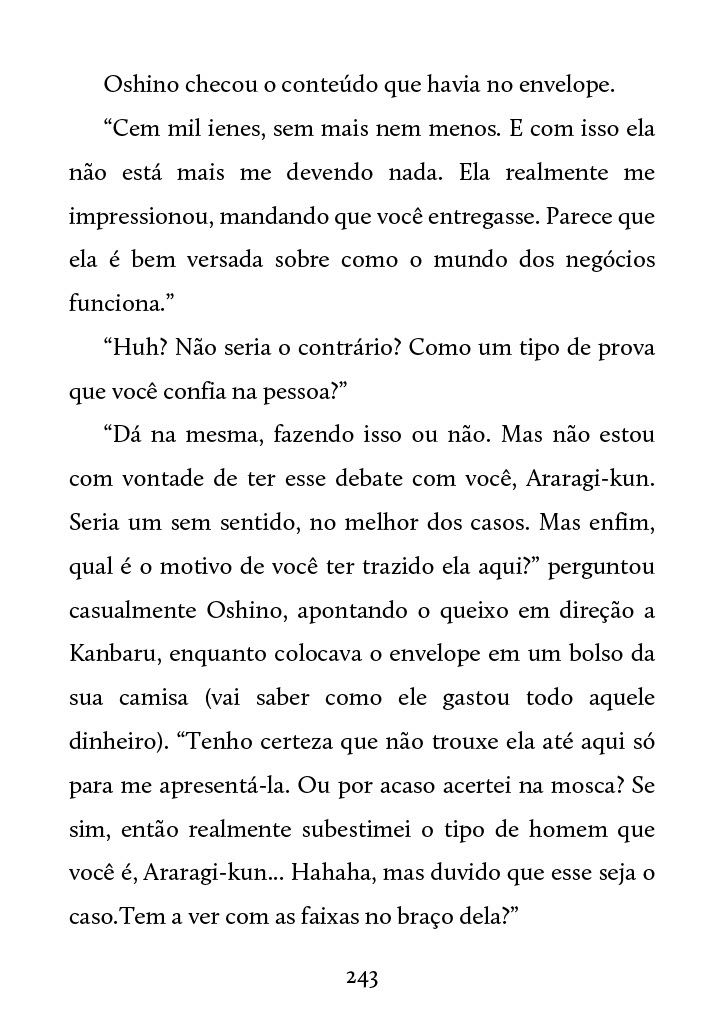 Oshino checou o conteúdo que havia no envelope.
“Cem mil ienes, sem mais nem menos. E com isso ela
não está mais me devendo nada. Ela realmente me
impressionou, mandando que você entregasse. Parece que
ela é bem versada sobre como o mundo dos negócios
funciona.”
“Huh? Não seria o contrário? Como um tipo de prova
que você confia na pessoa?”
“Dá na mesma, fazendo isso ou não. Mas não estou
com vontade de ter esse debate com você, Araragi-kun.
Seria um sem sentido, no melhor dos casos. Mas enfim,
qual é o motivo de você ter trazido ela aqui?” perguntou
casualmente Oshino, apontando o queixo em direção a
Kanbaru, enquanto colocava o envelope em um bolso da
sua camisa (vai saber como ele gastou todo aquele
dinheiro). “Tenho certeza que não trouxe ela até aqui só
para me apresentá-la. Ou por acaso acertei na mosca? Se
sim, então realmente subestimei o tipo de homem que
você é, Araragi-kun... Hahaha, mas duvido que esse seja o
caso.Tem a ver com as faixas no braço dela?”
243